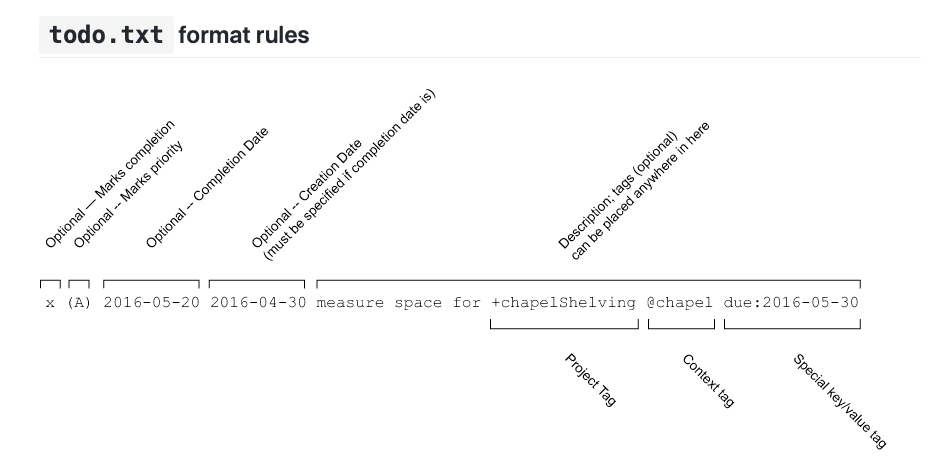 todo.txt format rules
Optional — Marks completion
Optional -- Marks priority
Optional -- Completion Date
Optional -- Creation Date
(must be specified if completion date is)
Description; tags (optional)
can be placed anywhere in here
x (A) 2016-05-20 2016-04-30 measure space for +chapelShelving @chapel due:2016-05-30
Project Tag
Context tag
Special key/value tag